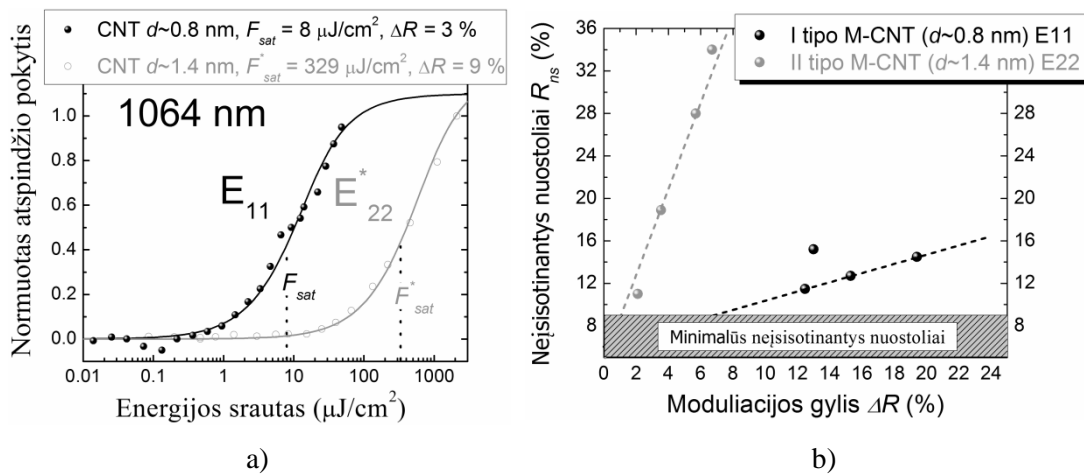 CNT d~0.8 nm, F_sat = 8 μJ/cm², ΔR = 3 %
CNT d~1.4 nm, F*_sat = 329 μJ/cm², ΔR = 9 %
1064 nm
E₁₁
E*₂₂
F_sat
F*_sat
Normuotas atspindžio pokytis
1.0
0.8
0.6
0.4
0.2
0.0
0.01 0.1 1 10 100 1000
Energijos srautas (μJ/cm²)
a)
I tipo M-CNT (d~0.8 nm) E11
II tipo M-CNT (d~1.4 nm) E22
Neįsisotinantys nuostoliai R_ns (%)
36
32
28
24
20
16
12
8
28
24
20
16
12
8
Minimalūs neįsisotinantys nuostoliai
0 2 4 6 8 10 12 14 16 18 20 22 24
Moduliacijos gylis ΔR (%)
b)